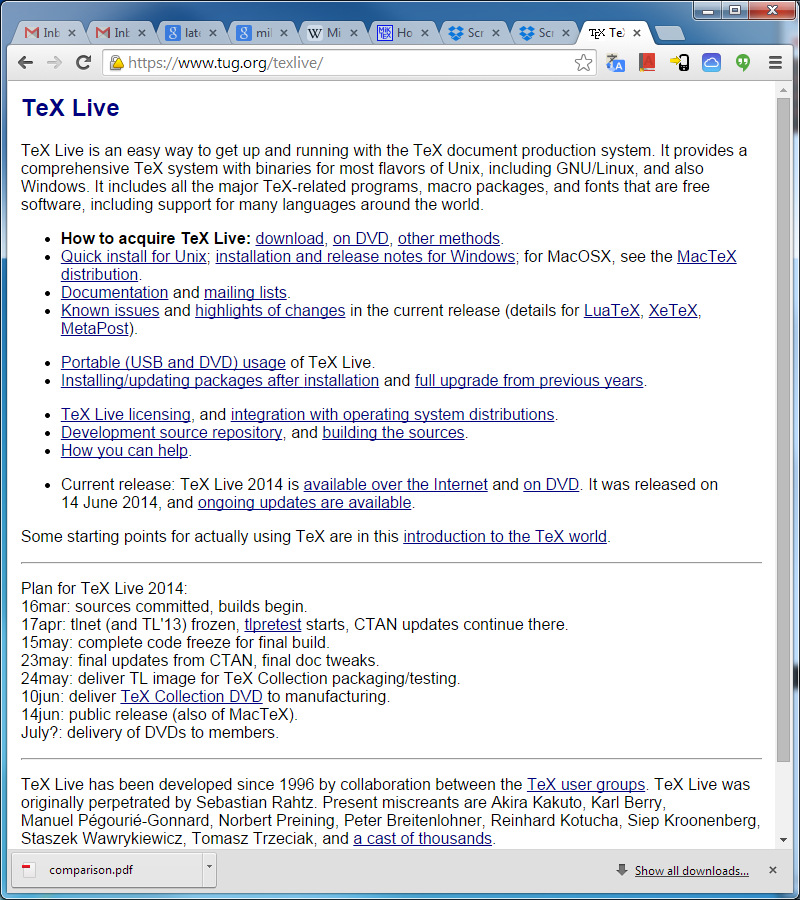 Inb
Inb
late
mil
Mi
Ho
Scr
Scr
TeX
https://www.tug.org/texlive/
TeX Live
TeX Live is an easy way to get up and running with the TeX document production system. It provides a
comprehensive TeX system with binaries for most flavors of Unix, including GNU/Linux, and also
Windows. It includes all the major TeX-related programs, macro packages, and fonts that are free
software, including support for many languages around the world.
• How to acquire TeX Live: download, on DVD, other methods.
• Quick install for Unix; installation and release notes for Windows; for MacOSX, see the MacTeX
distribution.
• Documentation and mailing lists.
• Known issues and highlights of changes in the current release (details for LuaTeX, XeTeX,
MetaPost).
• Portable (USB and DVD) usage of TeX Live.
• Installing/updating packages after installation and full upgrade from previous years.
• TeX Live licensing, and integration with operating system distributions.
• Development source repository, and building the sources.
• How you can help.
• Current release: TeX Live 2014 is available over the Internet and on DVD. It was released on
14 June 2014, and ongoing updates are available.
Some starting points for actually using TeX are in this introduction to the TeX world.
Plan for TeX Live 2014:
16mar: sources committed, builds begin.
17apr: tlnet (and TL'13) frozen, tlpretest starts, CTAN updates continue there.
15may: complete code freeze for final build.
23may: final updates from CTAN, final doc tweaks.
24may: deliver TL image for TeX Collection packaging/testing.
10jun: deliver TeX Collection DVD to manufacturing.
14jun: public release (also of MacTeX).
July?: delivery of DVDs to members.
TeX Live has been developed since 1996 by collaboration between the TeX user groups. TeX Live was
originally perpetrated by Sebastian Rahtz. Present miscreants are Akira Kakuto, Karl Berry,
Manuel Pégourié-Gonnard, Norbert Preining, Peter Breitenlohner, Reinhard Kotucha, Siep Kroonenberg,
Staszek Wawrykiewicz, Tomasz Trzeciak, and a cast of thousands.
comparison.pdf
Show all downloads...